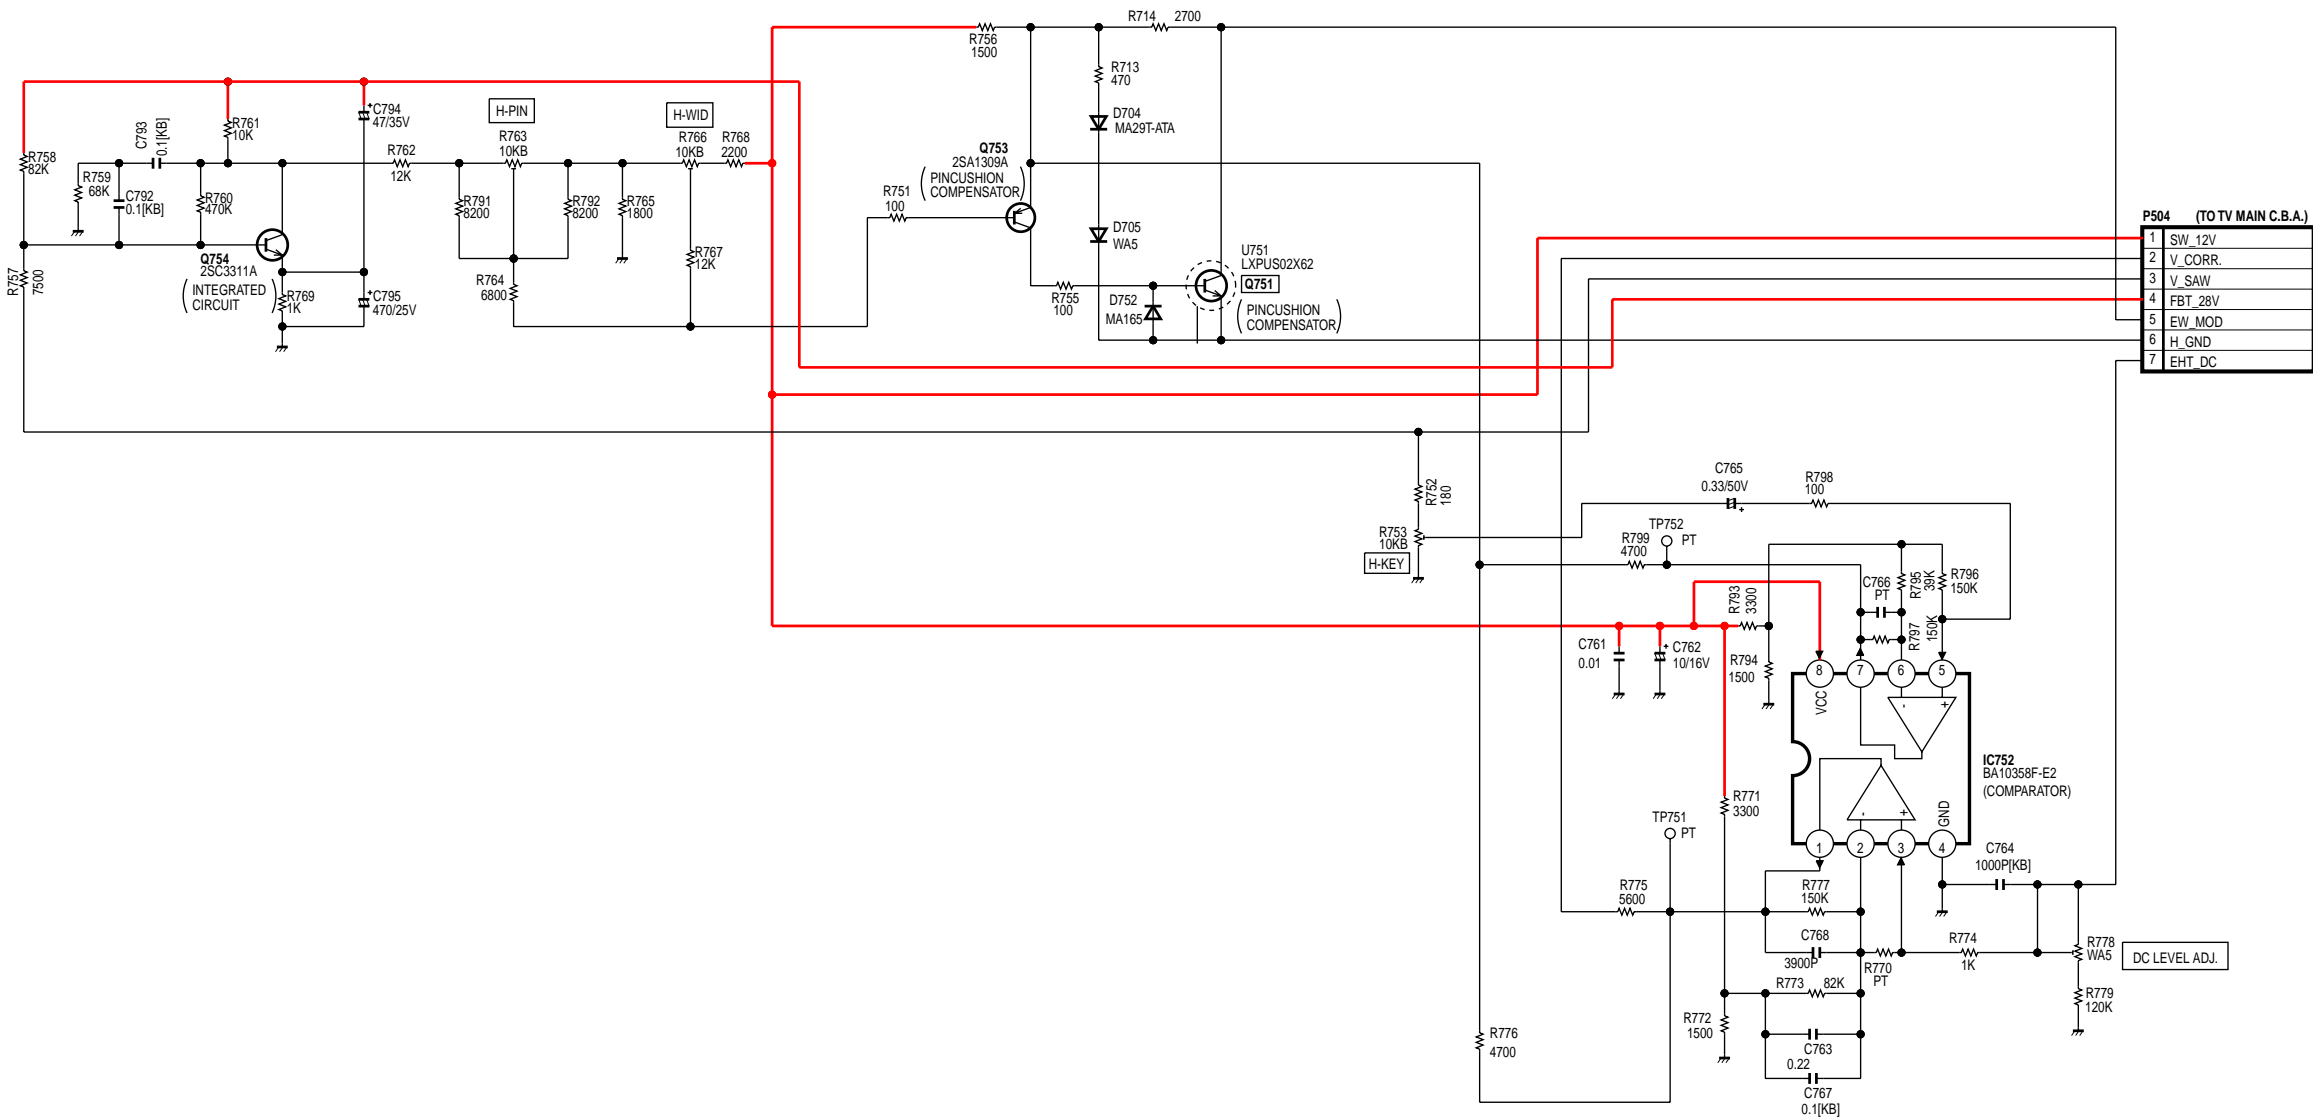 R714 2700
R756
1500
R713
470
C794
47/35V
H-PIN
C793
0.1[KB]
R761
10K
H-WID
D704
MA29T-ATA
R763
10KB
R766
10KB
R768
2200
R758
82K
R762
12K
Q753
2SA1309A
(PINCUSHION
COMPENSATOR)
R759
68K
C792
0.1[KB]
R760
470K
R791
8200
R792
8200
R765
1800
R751
100
P504 (TO TV MAIN C.B.A.)
1 SW_12V
2 V_CORR.
3 V_SAW
4 FBT_28V
5 EW_MOD
6 H_GND
7 EHT_DC
D705
WA5
U751
LXPUS02X62
Q751
(PINCUSHION
COMPENSATOR)
R767
12K
Q754
2SC3311A
(INTEGRATED
CIRCUIT)
R757
7500
R769
1K
C795
470/25V
R764
6800
R755
100
D752
MA165
C765
0.33/50V
R798
100
R752
180
R753
10KB
H-KEY
TP752
PT
R799
4700
C766
PT
R795
39K
R796
150K
R793
3300
R797
150K
C761
0.01
C762
10/16V
R794
1500
8
7
6
5
VCC
- +
IC752
BA10358F-E2
(COMPARATOR)
R771
3300
TP751
PT
- +
GND
1
2
3
4
C764
1000P[KB]
R775
5600
R777
150K
C768
3900P
R770
PT
R774
1K
R778
WA5
DC LEVEL ADJ.
R773 82K
R779
120K
R772
1500
R776
4700
C763
0.22
C767
0.1[KB]
+
+
+
+